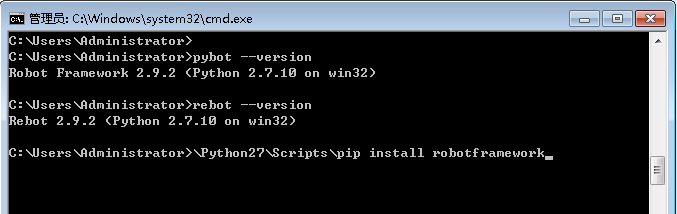 管理员: C:\Windows\system32\cmd.exe
C:\Users\Administrator>
C:\Users\Administrator>pybot --version
Robot Framework 2.9.2 (Python 2.7.10 on win32)
C:\Users\Administrator>rebot --version
Rebot 2.9.2 (Python 2.7.10 on win32)
C:\Users\Administrator>\Python27\Scripts\pip install robotframework_